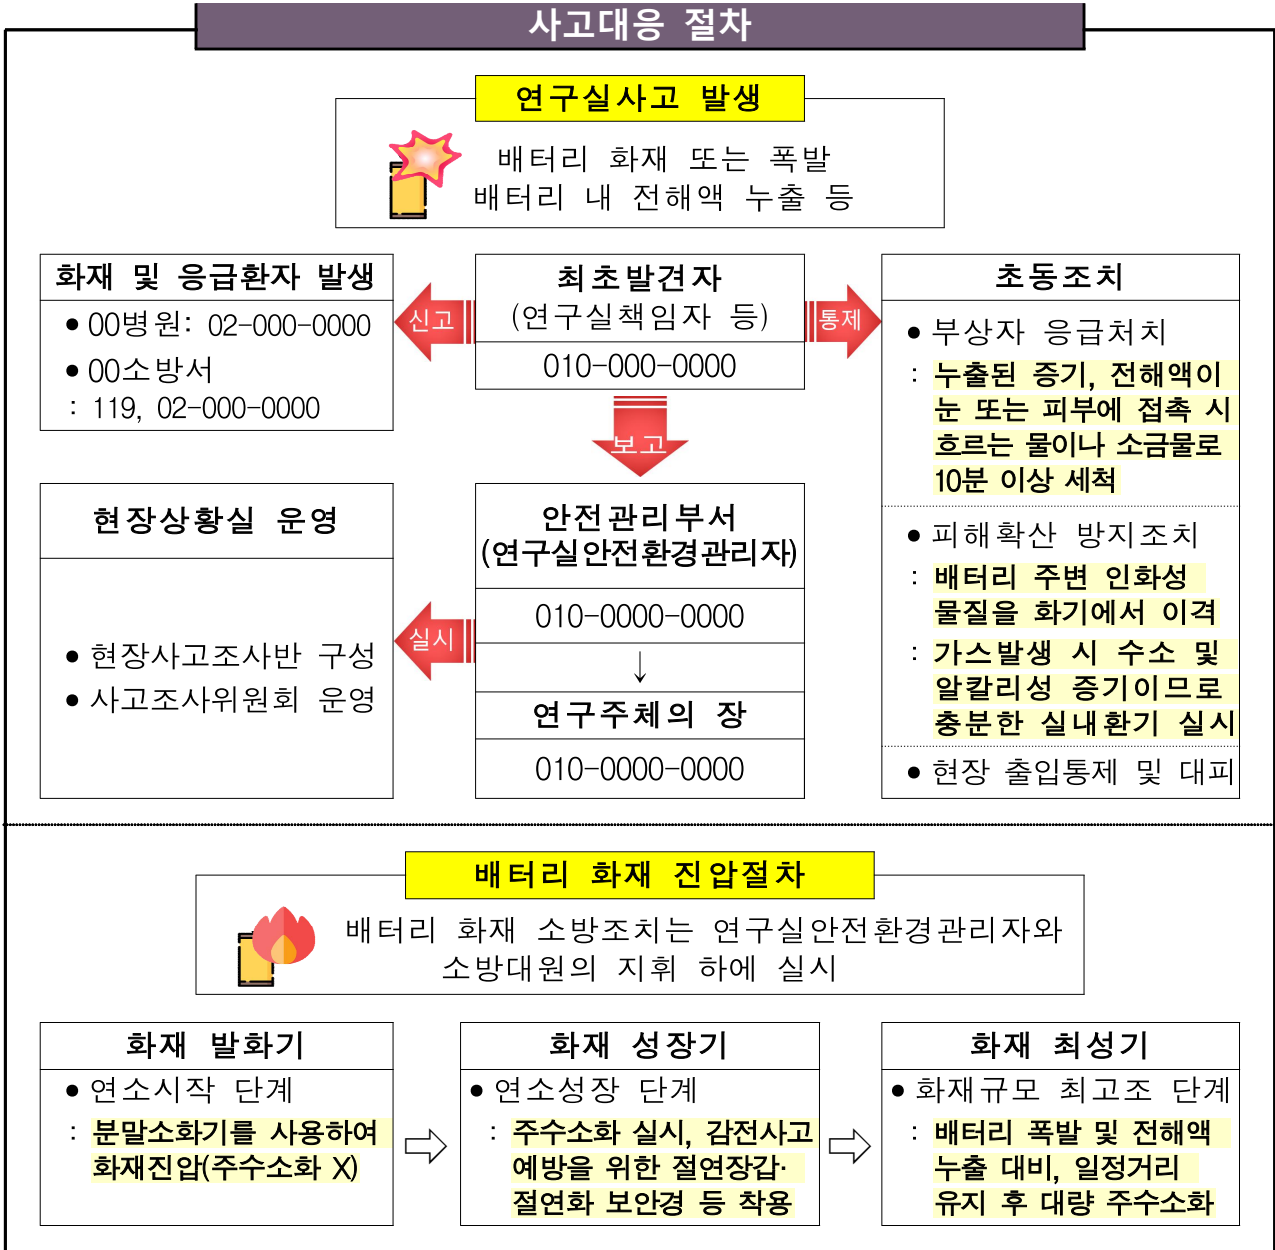 사고대응 절차
연구실사고 발생
배터리 화재 또는 폭발
배터리 내 전해액 누출 등
화재 및 응급환자 발생
● 00병원: 02-000-0000
● 00소방서
: 119, 02-000-0000
신고
최초발견자
(연구실책임자 등)
010-000-0000
통제
초동조치
● 부상자 응급처치
: 누출된 증기, 전해액이
눈 또는 피부에 접촉 시
흐르는 물이나 소금물로
10분 이상 세척
● 피해확산 방지조치
: 배터리 주변 인화성
물질을 화기에서 이격
: 가스발생 시 수소 및
알칼리성 증기이므로
충분한 실내환기 실시
● 현장 출입통제 및 대피
보고
안전관리부서
(연구실안전환경관리자)
010-0000-0000
↓
연구주체의 장
010-0000-0000
실시
현장상황실 운영
● 현장사고조사반 구성
● 사고조사위원회 운영
배터리 화재 진압절차
배터리 화재 소방조치는 연구실안전환경관리자와
소방대원의 지휘 하에 실시
화재 발화기
● 연소시작 단계
: 분말소화기를 사용하여
화재진압(주수소화 X)
화재 성장기
● 연소성장 단계
: 주수소화 실시, 감전사고
예방을 위한 절연장갑·
절연화 보안경 등 착용
화재 최성기
● 화재규모 최고조 단계
: 배터리 폭발 및 전해액
누출 대비, 일정거리
유지 후 대량 주수소화